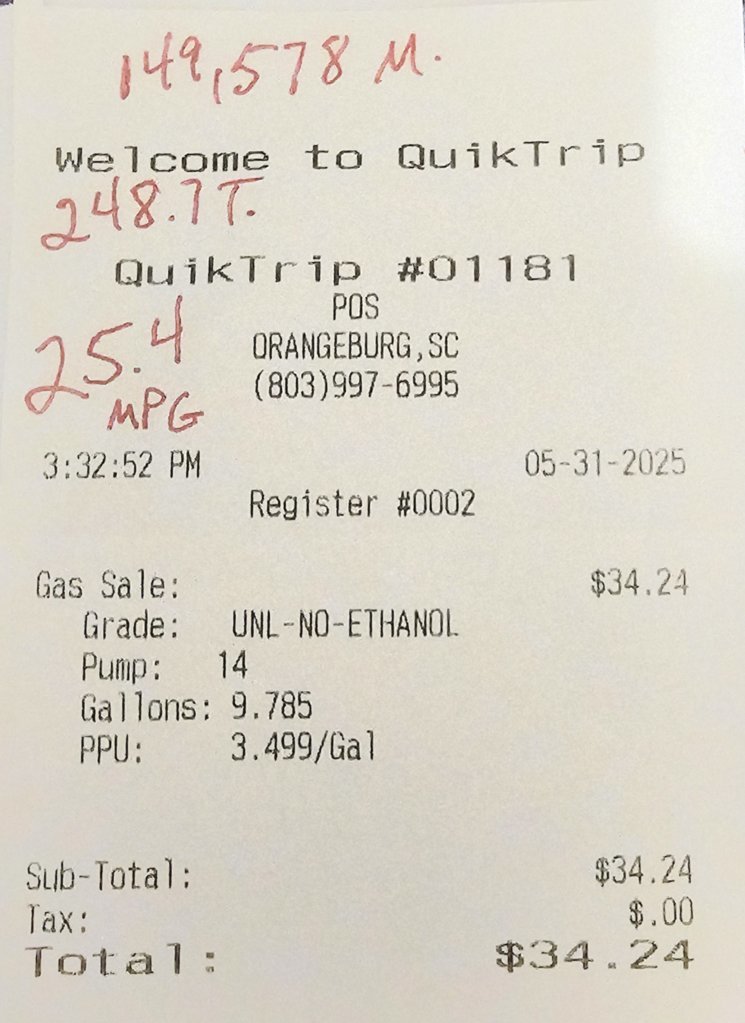 149,578 M.
Welcome to QuikTrip
248.7 T.
QuikTrip #01181
POS
25.4
ORANGEBURG,SC
(803)997-6995
MPG
3:32:52 PM 05-31-2025
Register #0002
Gas Sale: $34.24
Grade: UNL-NO-ETHANOL
Pump: 14
Gallons: 9.785
PPU: 3.499/Gal
Sub-Total: $34.24
Tax: $.00
Total: $34.24